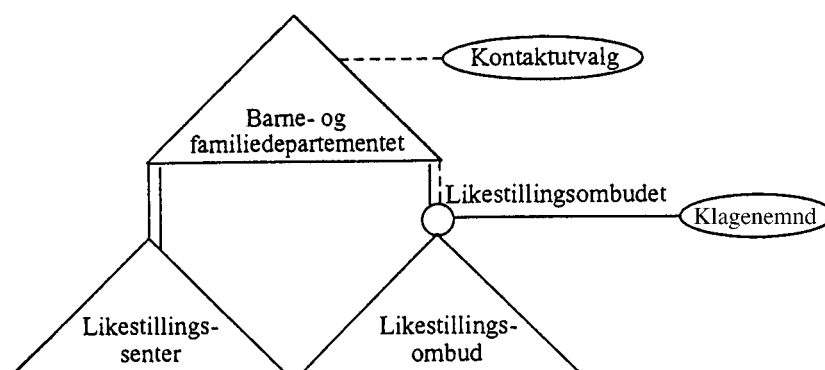 Kontaktutvalg
Barne- og
familiedepartementet
Likestillingsombudet
Klagenemnd
Likestillings-
senter
Likestillings-
ombud